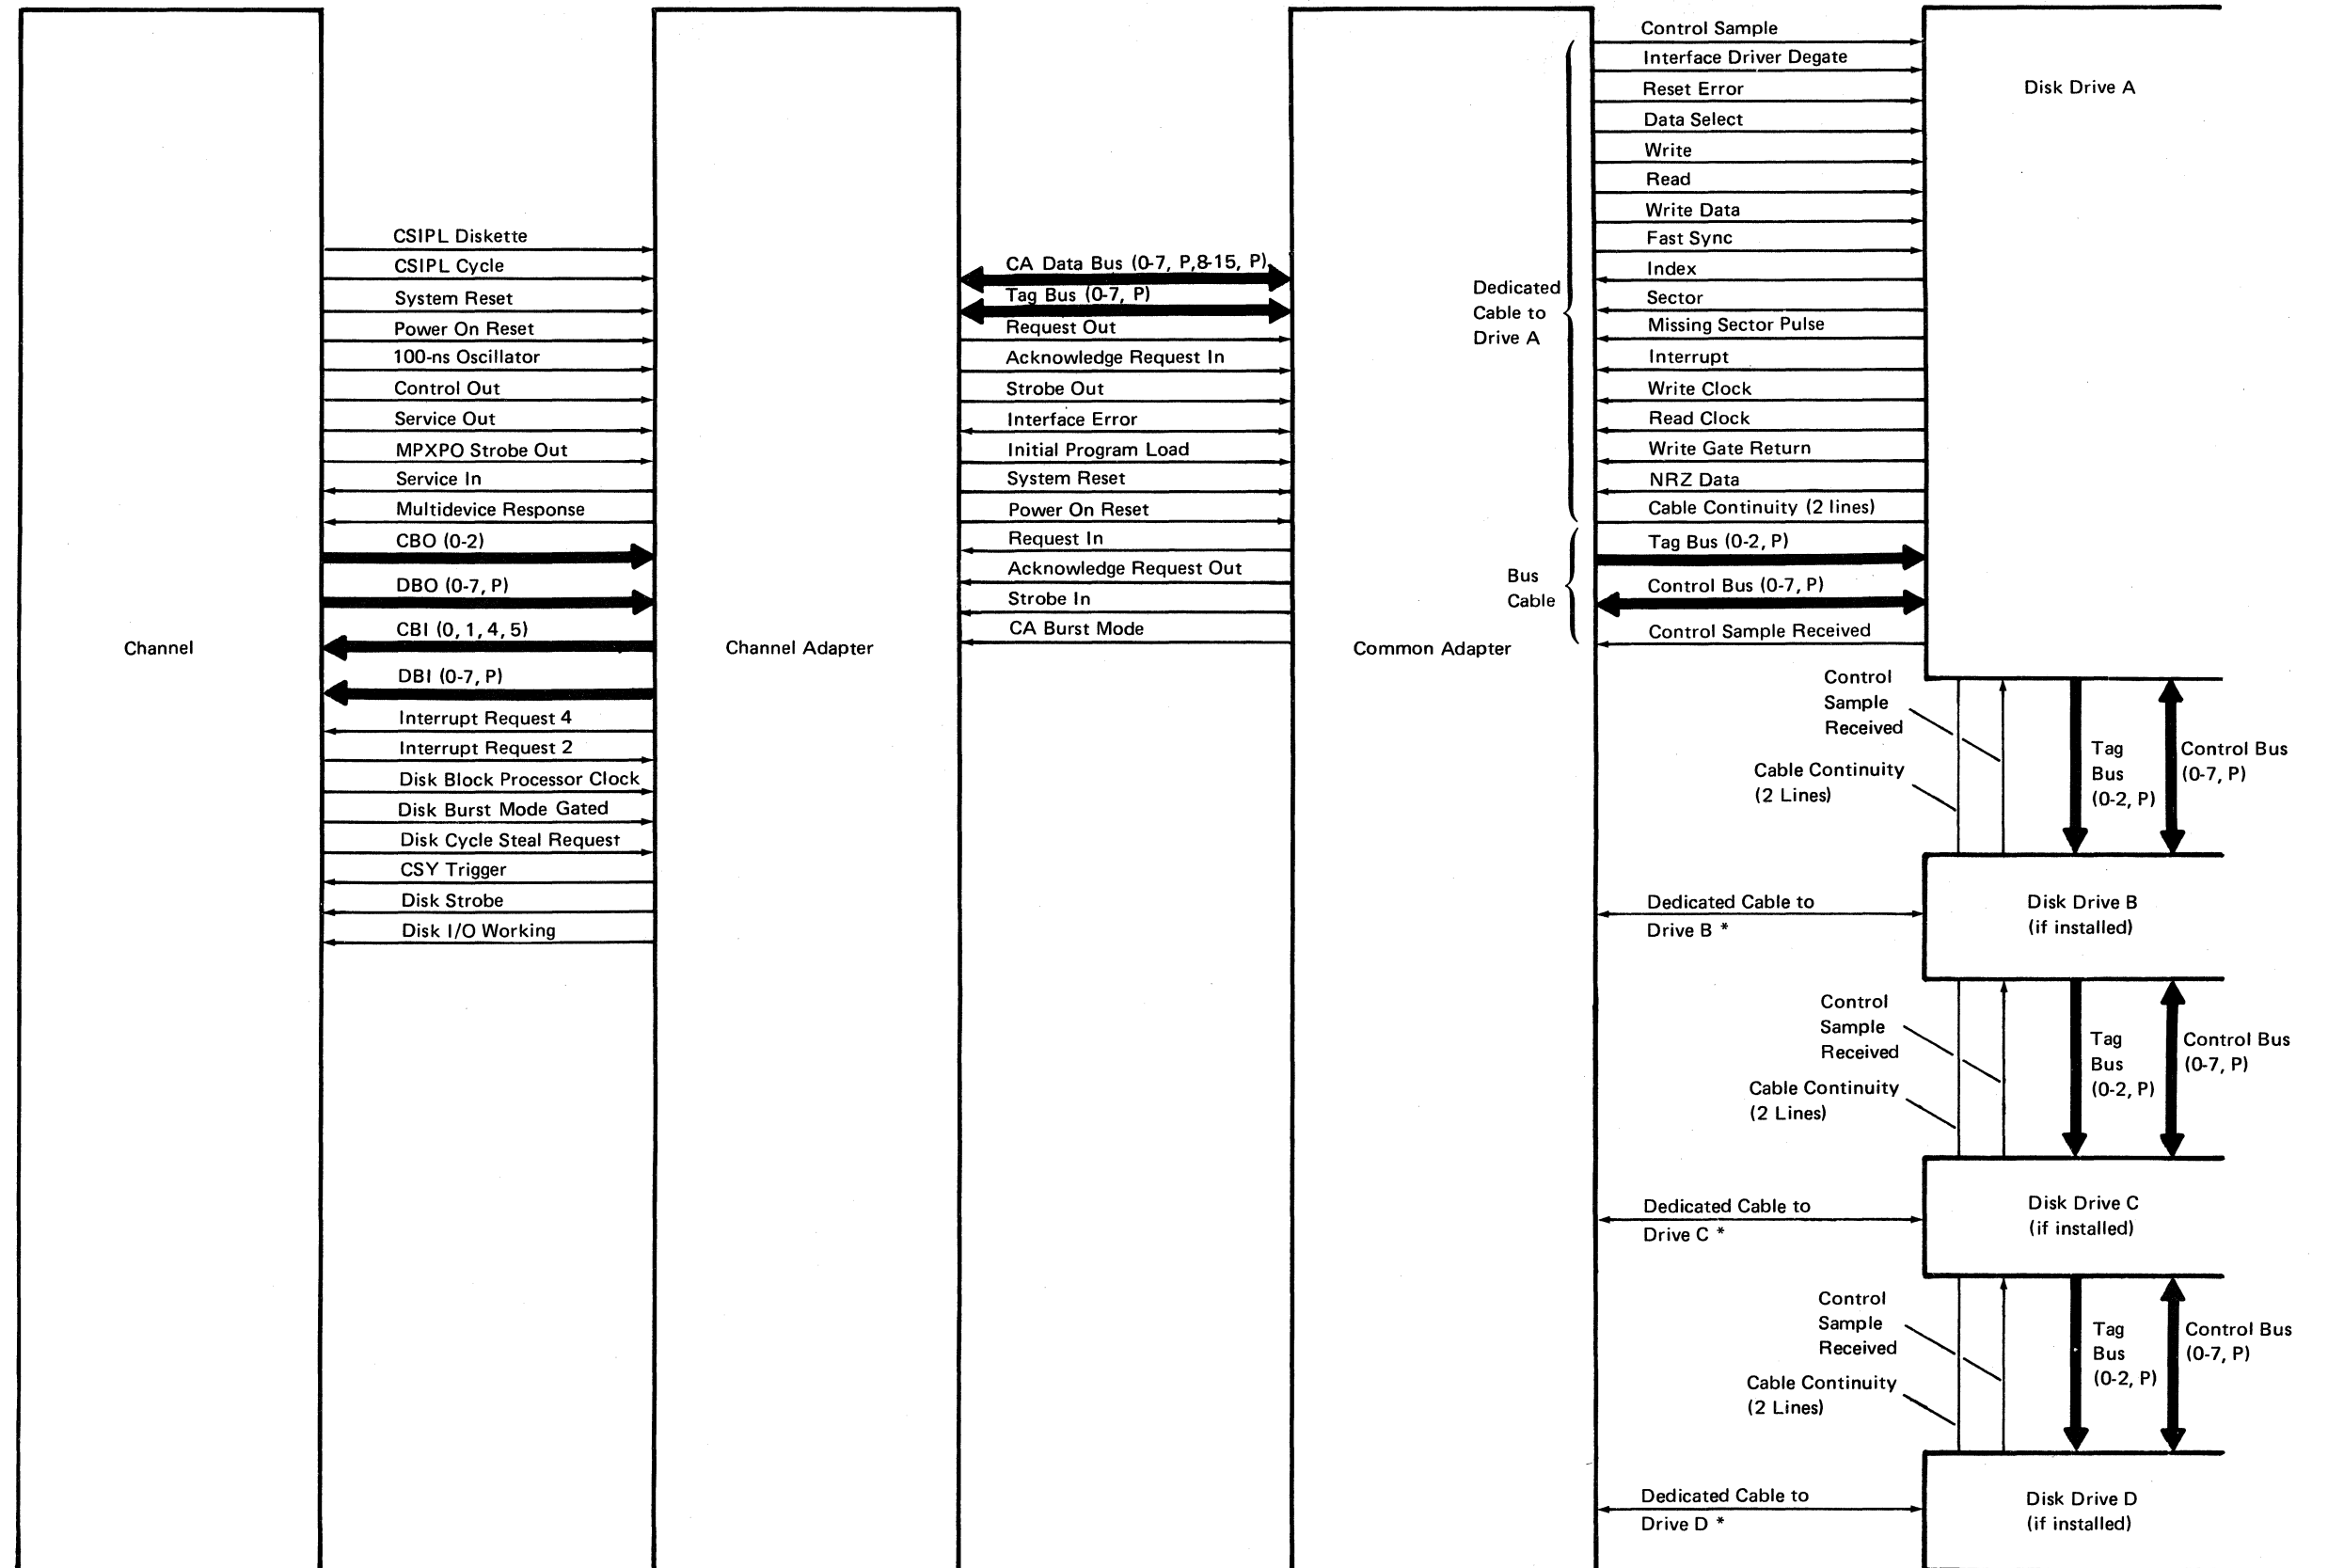 Channel
CSIPL Diskette
CSIPL Cycle
System Reset
Power On Reset
100-ns Oscillator
Control Out
Service Out
MPXPO Strobe Out
Service In
Multidevice Response
CBO (0-2)
DBO (0-7, P)
CBI (0, 1, 4, 5)
DBI (0-7, P)
Interrupt Request 4
Interrupt Request 2
Disk Block Processor Clock
Disk Burst Mode Gated
Disk Cycle Steal Request
CSY Trigger
Disk Strobe
Disk I/O Working
Channel Adapter
CA Data Bus (0-7, P,8-15, P)
Tag Bus (0-7, P)
Request Out
Acknowledge Request In
Strobe Out
Interface Error
Initial Program Load
System Reset
Power On Reset
Request In
Acknowledge Request Out
Strobe In
CA Burst Mode
Common Adapter
Dedicated
Cable to
Drive A
Bus
Cable
Control Sample
Interface Driver Degate
Reset Error
Data Select
Write
Read
Write Data
Fast Sync
Index
Sector
Missing Sector Pulse
Interrupt
Write Clock
Read Clock
Write Gate Return
NRZ Data
Cable Continuity (2 lines)
Tag Bus (0-2, P)
Control Bus (0-7, P)
Control Sample Received
Disk Drive A
Control
Sample
Received
Cable Continuity
(2 Lines)
Tag
Bus
(0-2, P)
Control Bus
(0-7, P)
Dedicated Cable to
Drive B *
Disk Drive B
(if installed)
Control
Sample
Received
Cable Continuity
(2 Lines)
Tag
Bus
(0-2, P)
Control Bus
(0-7, P)
Dedicated Cable to
Drive C *
Disk Drive C
(if installed)
Control
Sample
Received
Cable Continuity
(2 Lines)
Tag
Bus
(0-2, P)
Control Bus
(0-7, P)
Dedicated Cable to
Drive D *
Disk Drive D
(if installed)